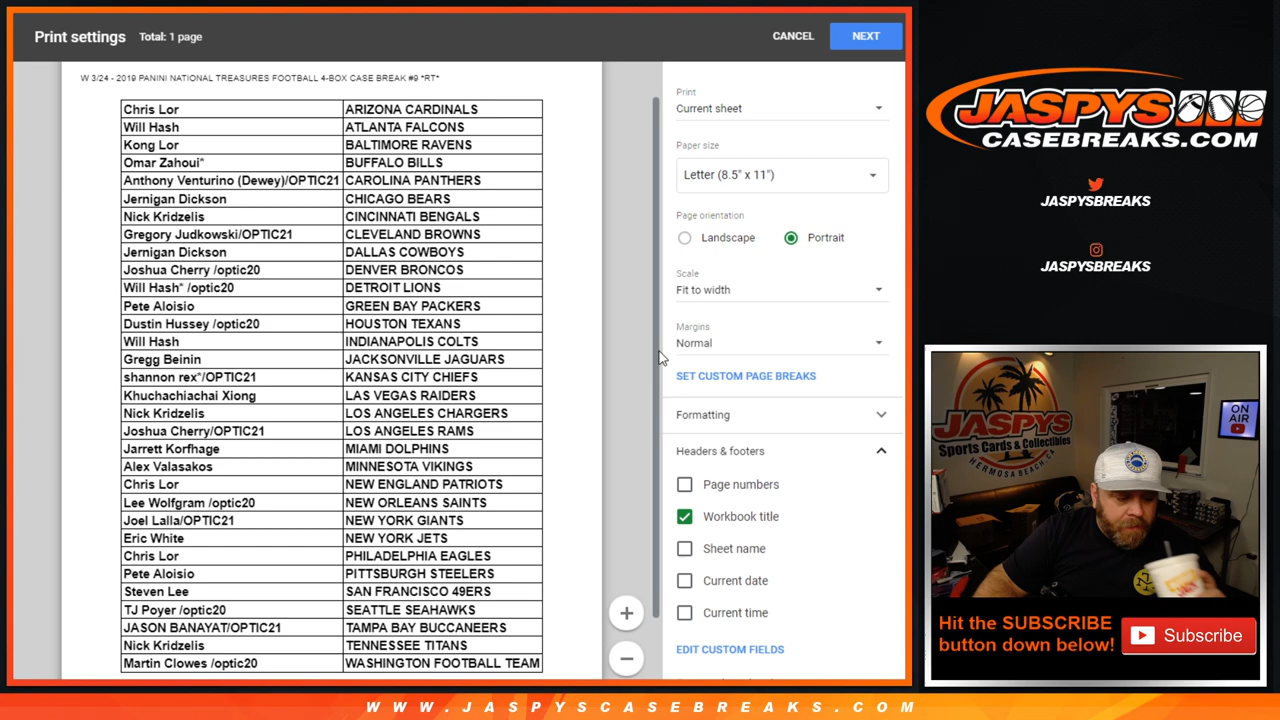 Print settings Total: 1 page CANCEL NEXT
W 3/24 - 2019 PANINI NATIONAL TREASURES FOOTBALL 4-BOX CASE BREAK #9 *RT*
Chris Lor ARIZONA CARDINALS
Will Hash ATLANTA FALCONS
Kong Lor BALTIMORE RAVENS
Omar Zahoui* BUFFALO BILLS
Anthony Venturino (Dewey)/OPTIC21 CAROLINA PANTHERS
Jernigan Dickson CHICAGO BEARS
Nick Kridzelis CINCINNATI BENGALS
Gregory Judkowski/OPTIC21 CLEVELAND BROWNS
Jernigan Dickson DALLAS COWBOYS
Joshua Cherry /optic20 DENVER BRONCOS
Will Hash* /optic20 DETROIT LIONS
Pete Aloisio GREEN BAY PACKERS
Dustin Hussey /optic20 HOUSTON TEXANS
Will Hash INDIANAPOLIS COLTS
Gregg Beinin JACKSONVILLE JAGUARS
shannon rex*/OPTIC21 KANSAS CITY CHIEFS
Khuchachiachai Xiong LAS VEGAS RAIDERS
Nick Kridzelis LOS ANGELES CHARGERS
Joshua Cherry/OPTIC21 LOS ANGELES RAMS
Jarrett Korfhage MIAMI DOLPHINS
Alex Valasakos MINNESOTA VIKINGS
Chris Lor NEW ENGLAND PATRIOTS
Lee Wolfgram /optic20 NEW ORLEANS SAINTS
Joel Lalla/OPTIC21 NEW YORK GIANTS
Eric White NEW YORK JETS
Chris Lor PHILADELPHIA EAGLES
Pete Aloisio PITTSBURGH STEELERS
Steven Lee SAN FRANCISCO 49ERS
TJ Poyer /optic20 SEATTLE SEAHAWKS
JASON BANAYAT/OPTIC21 TAMPA BAY BUCCANEERS
Nick Kridzelis TENNESSEE TITANS
Martin Clowes /optic20 WASHINGTON FOOTBALL TEAM
Print
Current sheet
Paper size
Letter (8.5" x 11")
Page orientation
Landscape Portrait
Scale
Fit to width
Margins
Normal
SET CUSTOM PAGE BREAKS
Formatting
Headers & footers
Page numbers
Workbook title
Sheet name
Current date
Current time
EDIT CUSTOM FIELDS
JASPYS
CASEBREAKS.COM
JASPYSBREAKS
JASPYSBREAKS
JASPYS
Sports Cards & Collectibles
HERMOSA BEACH, CA
ON AIR
Hit the SUBSCRIBE
button down below!
Subscribe
WWW.JASPYSCASEBREAKS.COM